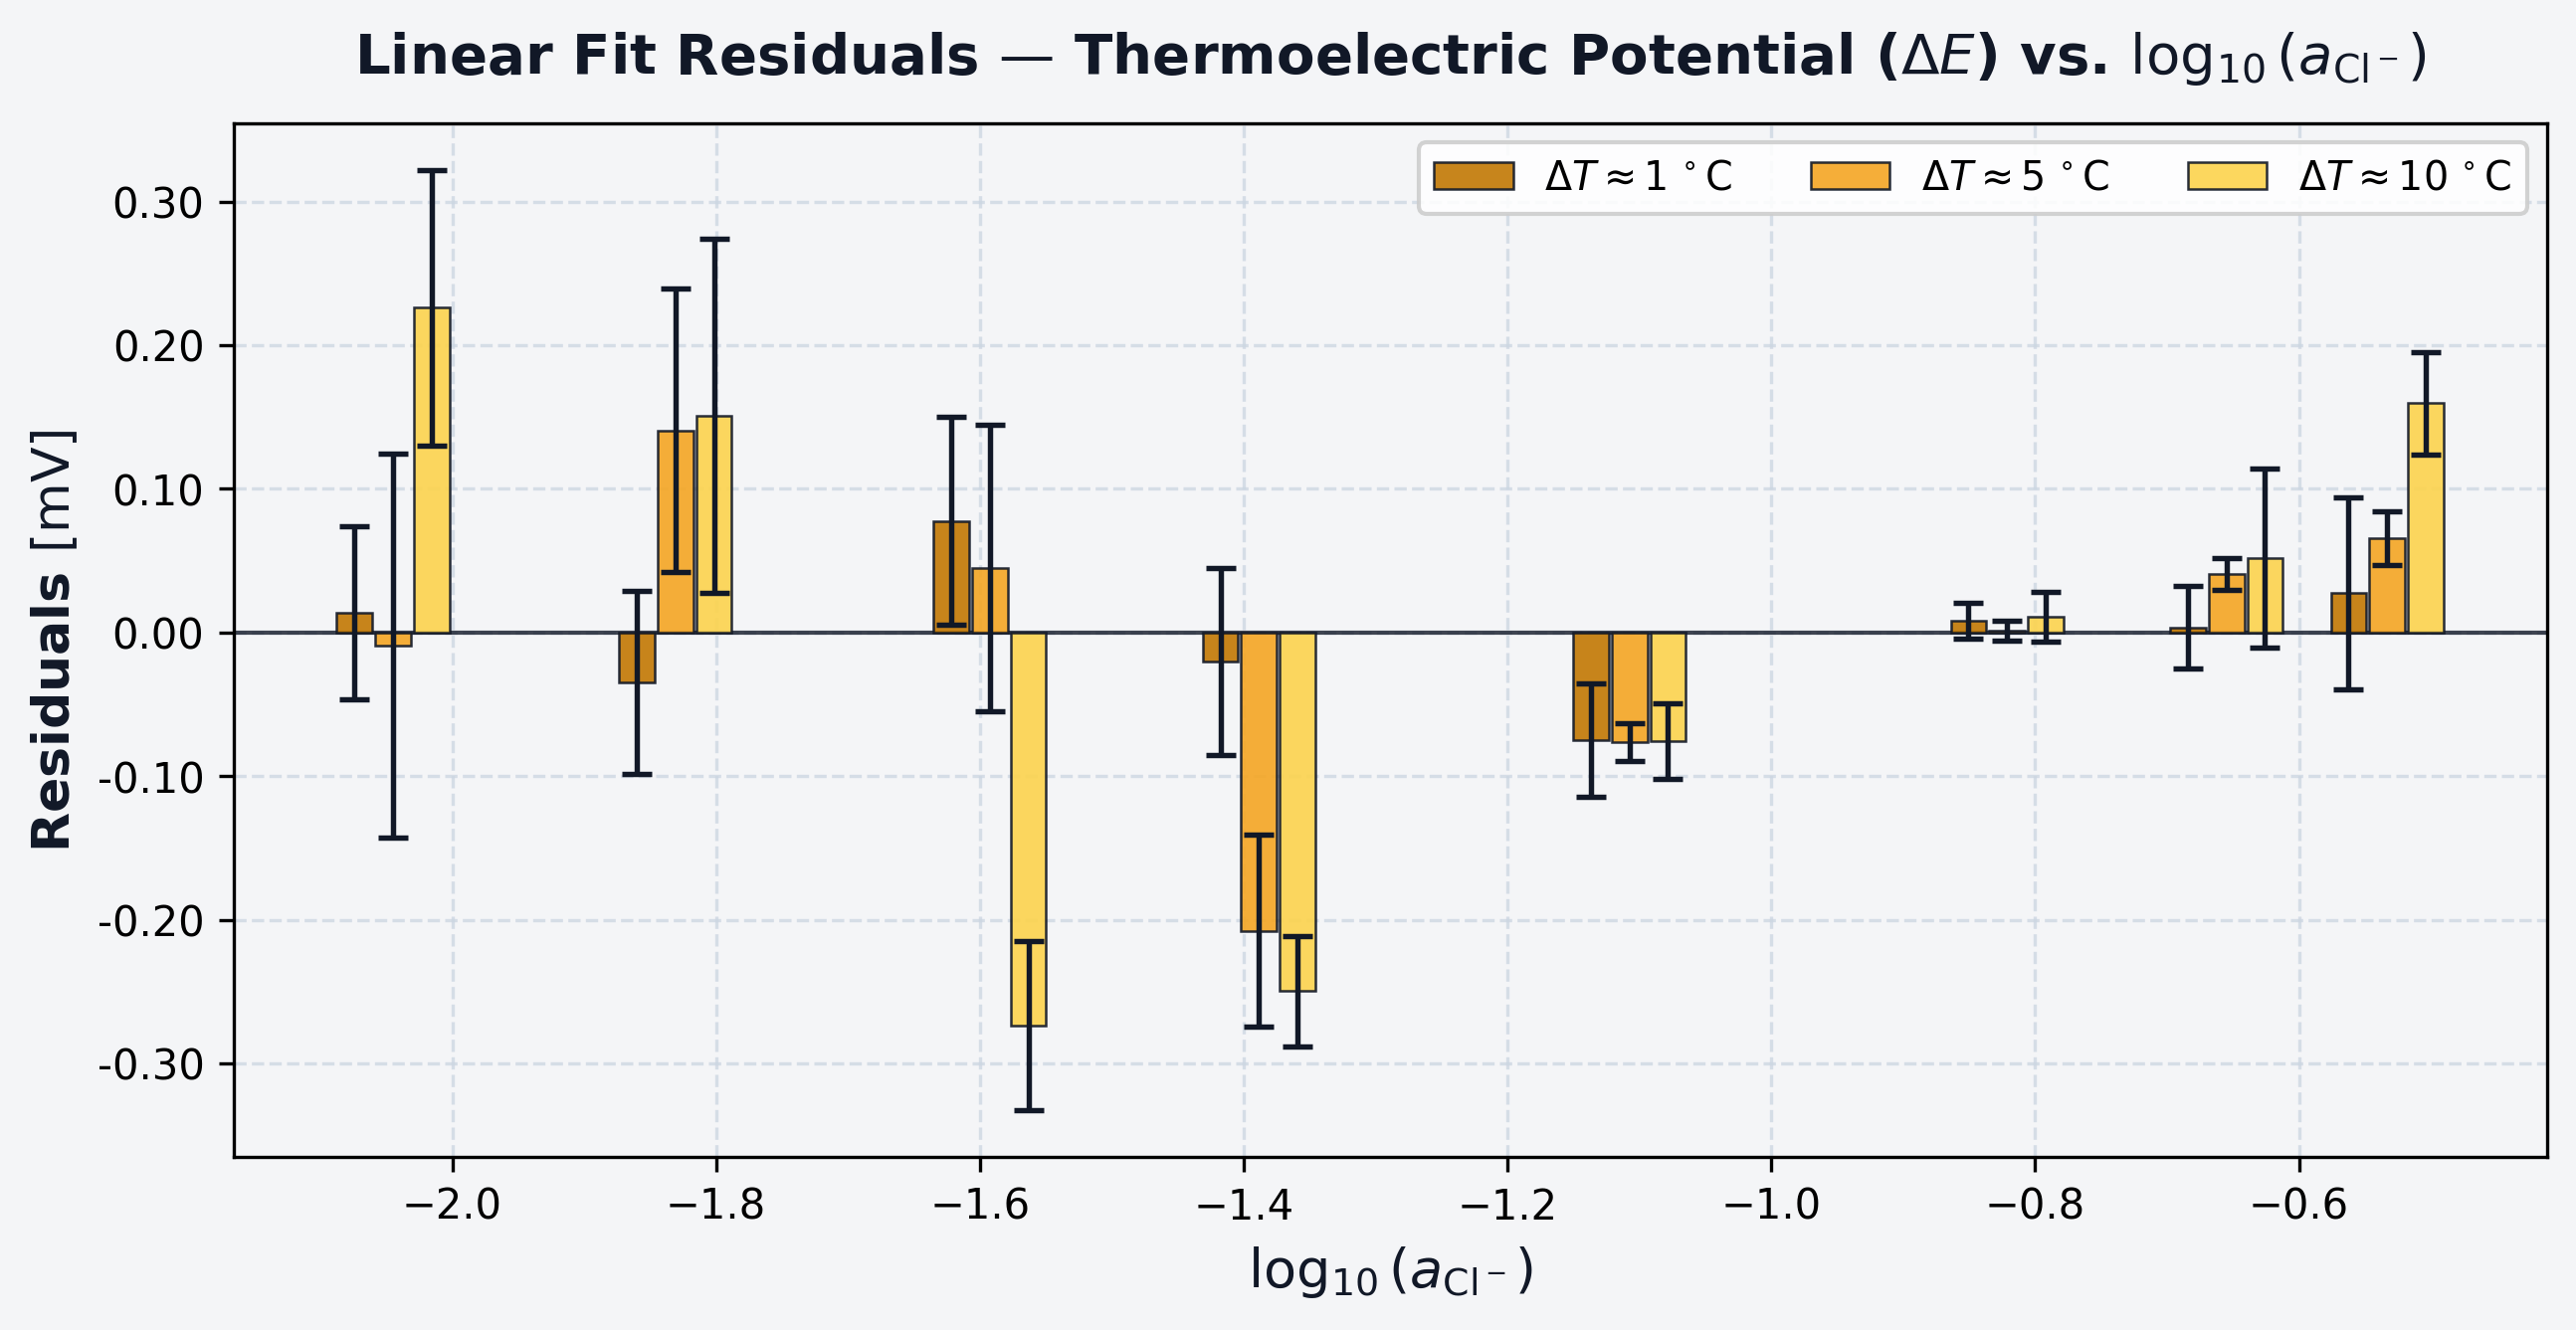 Linear Fit Residuals — Thermoelectric Potential (ΔE) vs. log₁₀(a_Cl⁻)
ΔT ≈ 1 °C ΔT ≈ 5 °C ΔT ≈ 10 °C
Residuals [mV]
0.30
0.20
0.10
0.00
-0.10
-0.20
-0.30
−2.0 −1.8 −1.6 −1.4 −1.2 −1.0 −0.8 −0.6
log₁₀(a_Cl⁻)